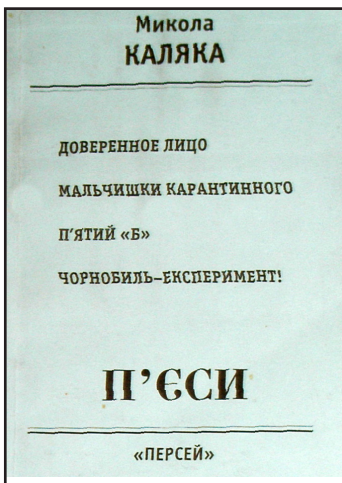 Микола
КАЛЯКА
ДОВЕРЕННОЕ ЛИЦО
МАЛЬЧИШКИ КАРАНТИННОГО
П'ЯТИЙ «Б»
ЧОРНОБИЛЬ–ЕКСПЕРИМЕНТ!
П'ЄСИ
«ПЕРСЕЙ»